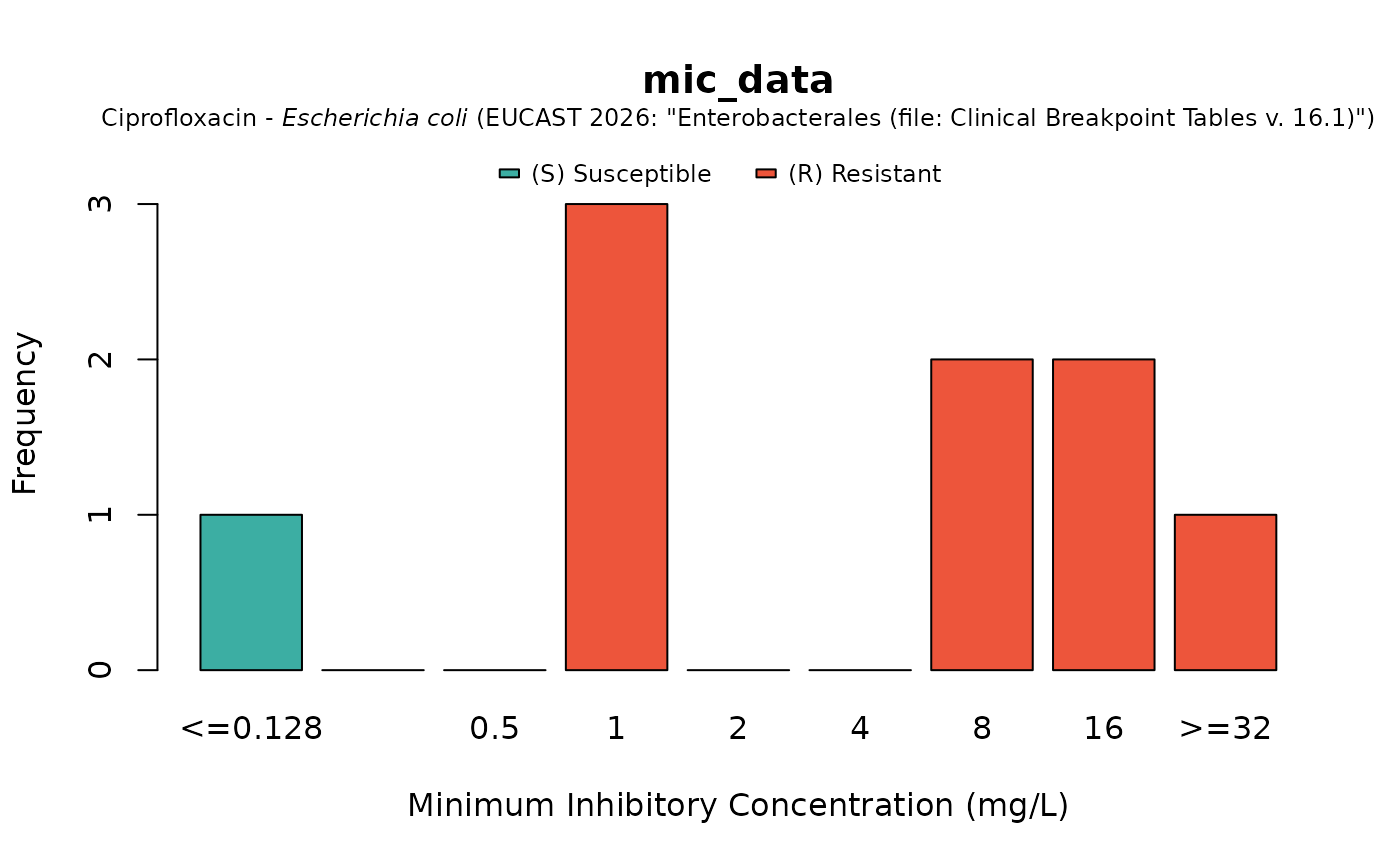 mic_data
Ciprofloxacin - Escherichia coli (EUCAST 2026: "Enterobacterales (file: Clinical Breakpoint Tables v. 16.1)")
(S) Susceptible (R) Resistant
3
2
1
0
Frequency
<=0.128 0.5 1 2 4 8 16 >=32
Minimum Inhibitory Concentration (mg/L)